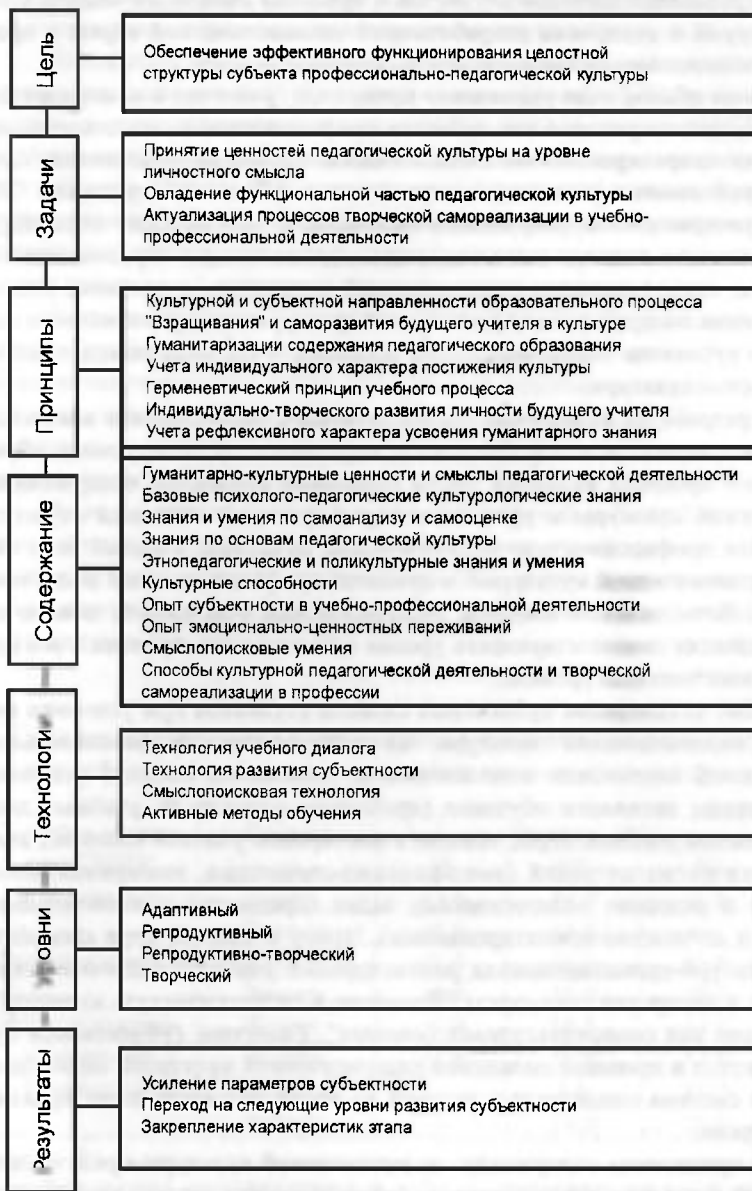 Цель
Обеспечение эффективного функционирования целостной
структуры субъекта профессионально-педагогической культуры
Задачи
Принятие ценностей педагогической культуры на уровне
личностного смысла
Овладение функциональной частью педагогической культуры
Актуализация процессов творческой самореализации в учебно-
профессиональной деятельности
Принципы
Культурной и субъектной направленности образовательного процесса
"Взращивания" и саморазвития будущего учителя в культуре
Гуманитаризации содержания педагогического образования
Учета индивидуального характера постижения культуры
Герменевтический принцип учебного процесса
Индивидуально-творческого развития личности будущего учителя
Учета рефлексивного характера усвоения гуманитарного знания
Содержание
Гуманитарно-культурные ценности и смыслы педагогической деятельности
Базовые психолого-педагогические культурологические знания
Знания и умения по самоанализу и самооценке
Знания по основам педагогической культуры
Этнопедагогические и поликультурные знания и умения
Культурные способности
Опыт субъектности в учебно-профессиональной деятельности
Опыт эмоционально-ценностных переживаний
Смыслопоисковые умения
Способы культурной педагогической деятельности и творческой
самореализации в профессии
Технологии
Технология учебного диалога
Технология развития субъектности
Смыслопоисковая технология
Активные методы обучения
уровни
Адаптивный
Репродуктивный
Репродуктивно-творческий
Творческий
Результаты
Усиление параметров субъектности
Переход на следующие уровни развития субъектности
Закрепление характеристик этапа